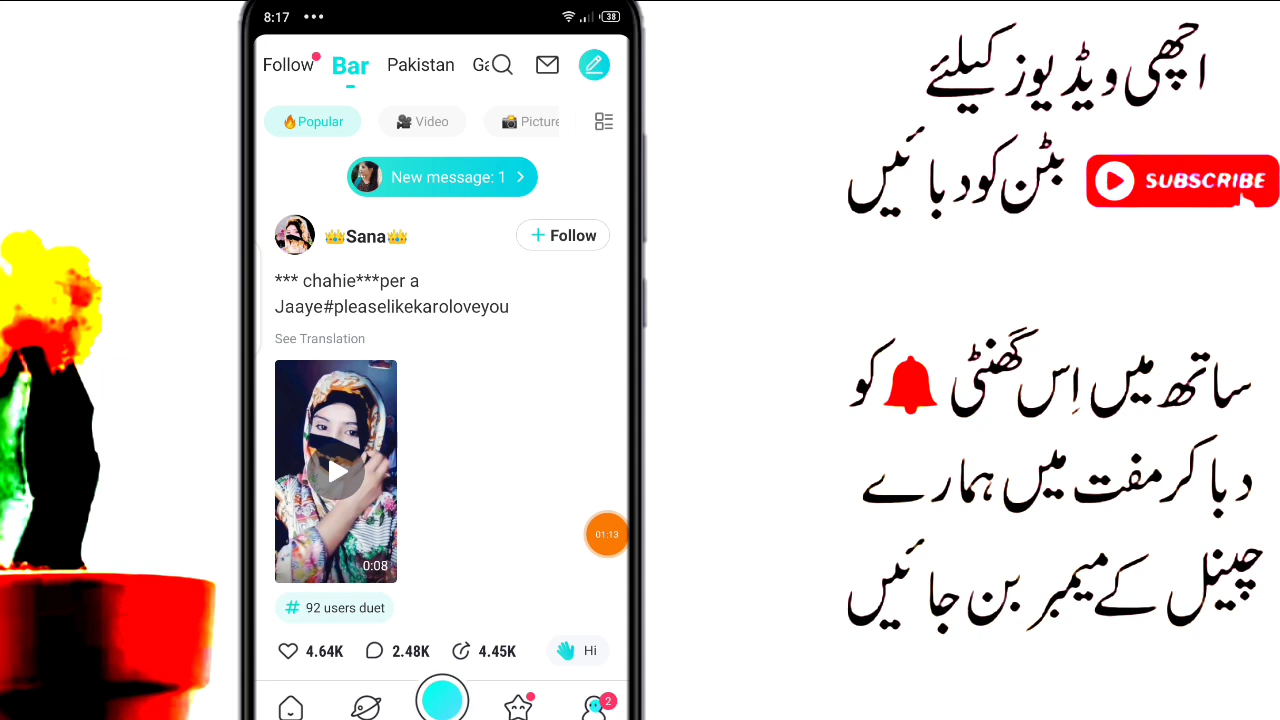 8:17 38
Follow Bar Pakistan Ga
Popular Video Picture
New message: 1
Sana
+ Follow
*** chahie***per a
Jaaye#pleaselikekaroloveyou
See Translation
0:08
01:13
# 92 users duet
4.64K 2.48K 4.45K Hi
2
اچھی ویڈیوز کیلئے
بٹن کو دبائیں SUBSCRIBE
ساتھ میں اِس گھنٹی کو
دبا کر مفت میں ہمارے
چینل کے میمبر بن جائیں